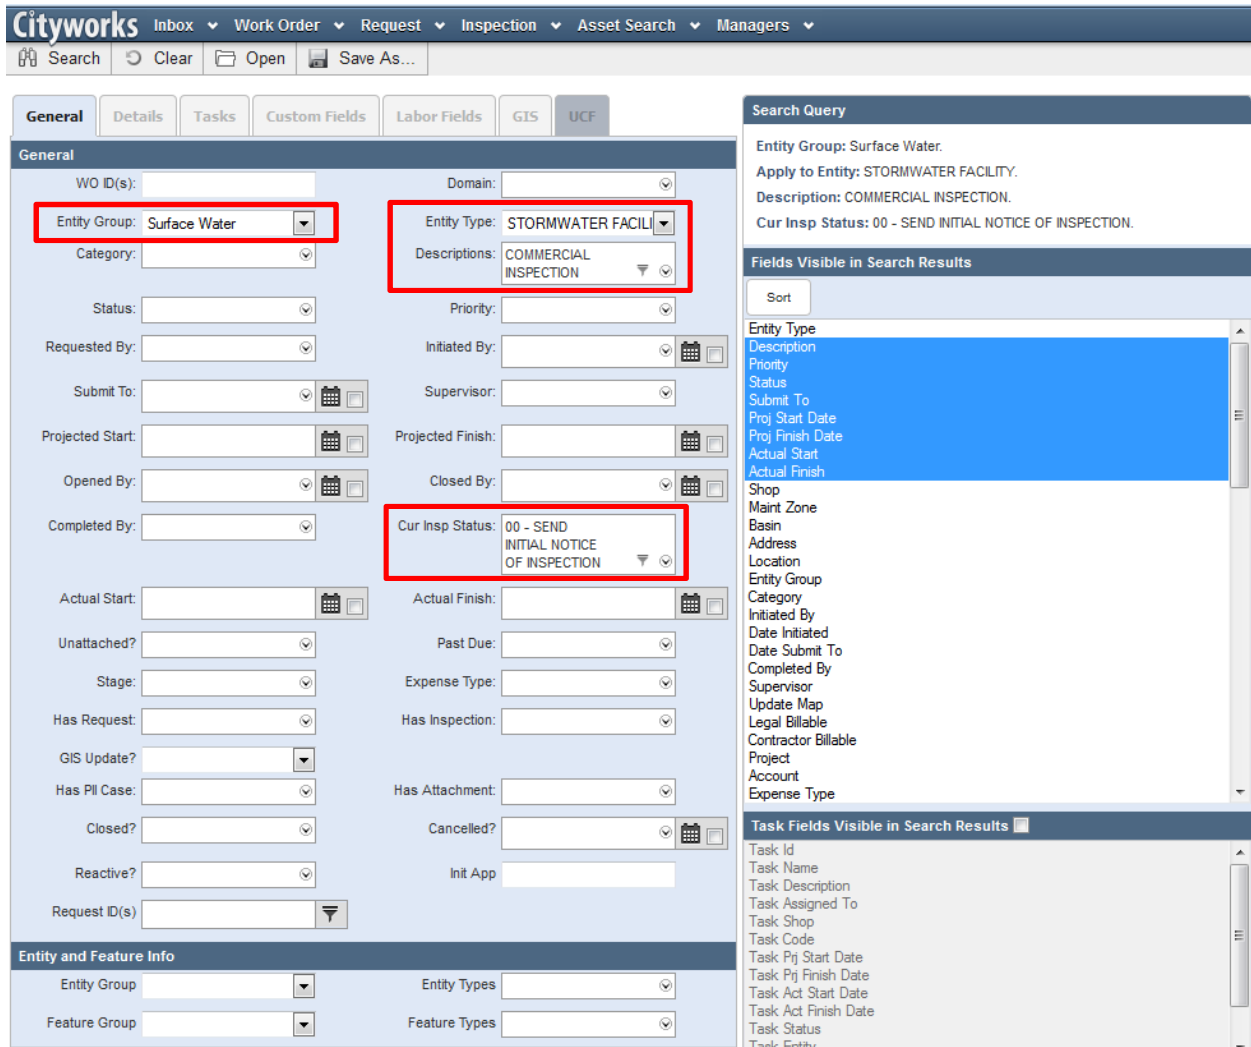 Cityworks Inbox Work Order Request Inspection Asset Search Managers
Search Clear Open Save As...
General Details Tasks Custom Fields Labor Fields GIS UCF
General
WO ID(s): Domain:
Entity Group: Surface Water Entity Type: STORMWATER FACILI
Category: Descriptions: COMMERCIAL
INSPECTION
Status: Priority:
Requested By: Initiated By:
Submit To: Supervisor:
Projected Start: Projected Finish:
Opened By: Closed By:
Completed By: Cur Insp Status: 00 - SEND
INITIAL NOTICE
OF INSPECTION
Actual Start: Actual Finish:
Unattached? Past Due:
Stage: Expense Type:
Has Request: Has Inspection:
GIS Update?
Has PII Case: Has Attachment:
Closed? Cancelled?
Reactive? Init App
Request ID(s)
Entity and Feature Info
Entity Group Entity Types
Feature Group Feature Types
Search Query
Entity Group: Surface Water.
Apply to Entity: STORMWATER FACILITY.
Description: COMMERCIAL INSPECTION.
Cur Insp Status: 00 - SEND INITIAL NOTICE OF INSPECTION.
Fields Visible in Search Results
Sort
Entity Type
Description
Priority
Status
Submit To
Proj Start Date
Proj Finish Date
Actual Start
Actual Finish
Shop
Maint Zone
Basin
Address
Location
Entity Group
Category
Initiated By
Date Initiated
Date Submit To
Completed By
Supervisor
Update Map
Legal Billable
Contractor Billable
Project
Account
Expense Type
Task Fields Visible in Search Results
Task Id
Task Name
Task Description
Task Assigned To
Task Shop
Task Code
Task Prj Start Date
Task Prj Finish Date
Task Act Start Date
Task Act Finish Date
Task Status
Task Entity